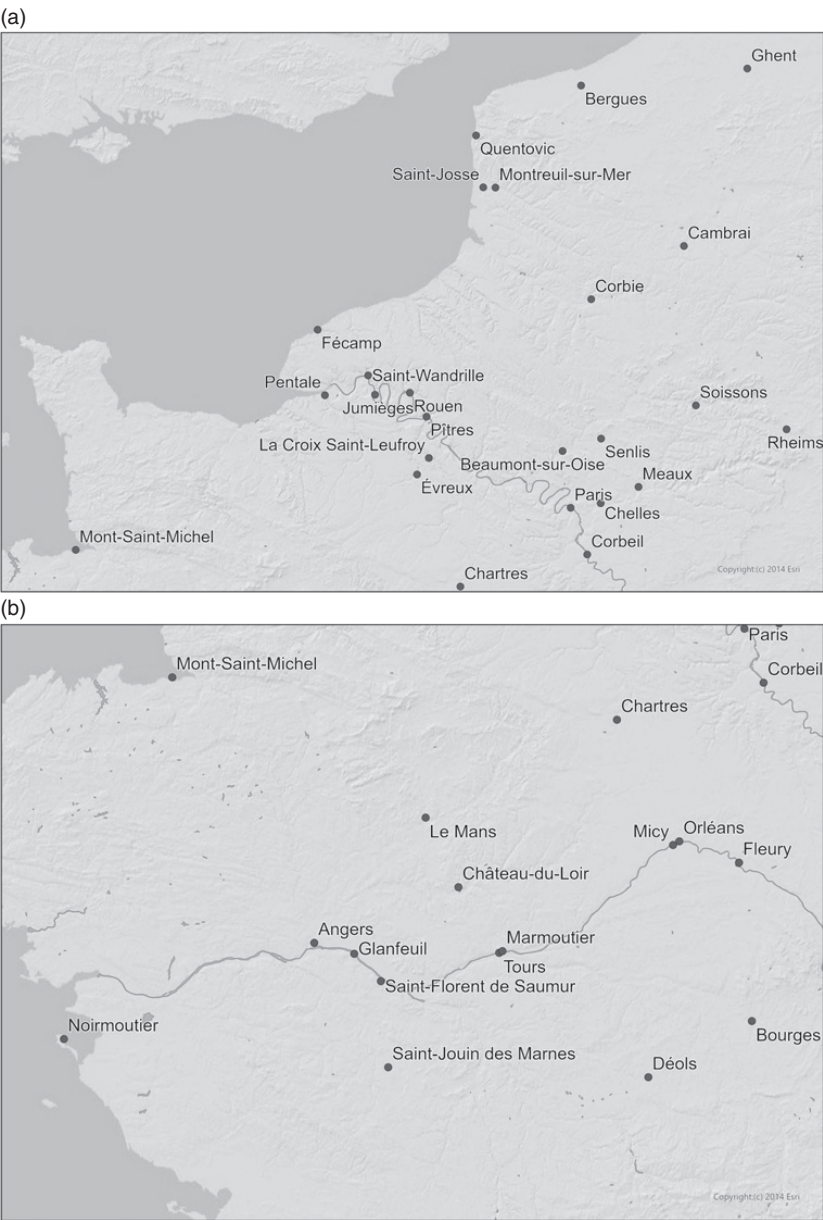 (a)
Ghent
Bergues
Quentovic
Saint-Josse
Montreuil-sur-Mer
Cambrai
Corbie
Fécamp
Saint-Wandrille
Pentale
Jumièges
Rouen
Soissons
Pîtres
Rheims
La Croix Saint-Leufroy
Senlis
Beaumont-sur-Oise
Meaux
Évreux
Paris
Chelles
Mont-Saint-Michel
Corbeil
Copyright:(c) 2014 Esri
Chartres
(b)
Paris
Mont-Saint-Michel
Corbeil
Chartres
Le Mans
Micy
Orléans
Fleury
Château-du-Loir
Angers
Marmoutier
Glanfeuil
Tours
Saint-Florent de Saumur
Noirmoutier
Bourges
Saint-Jouin des Marnes
Déols
Copyright:(c) 2014 Esri